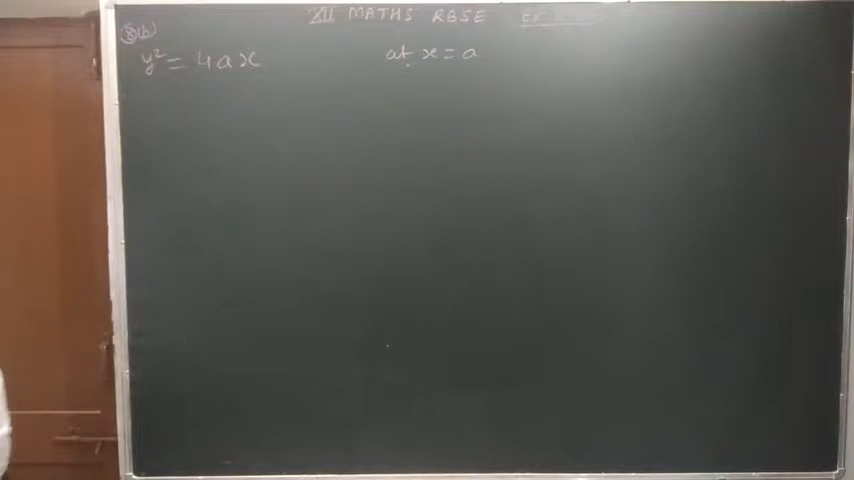 XII MATHS RBSE
8(b)
y² = 4ax at x = a